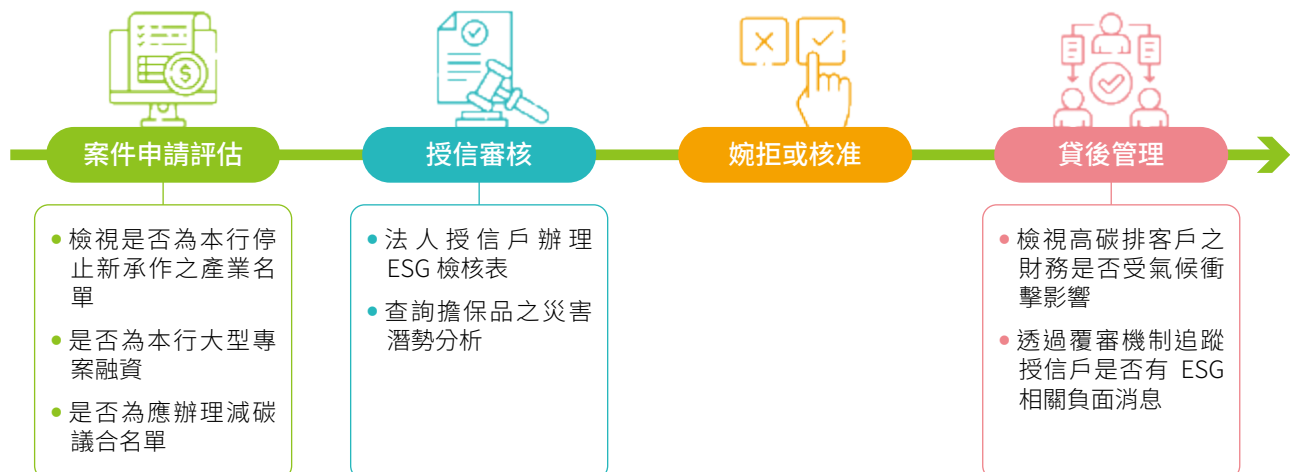 案件申請評估
授信審核
婉拒或核准
貸後管理
• 檢視是否為本行停
止新承作之產業名
單
• 是否為本行大型專
案融資
• 是否為應辦理減碳
議合名單
• 法人授信戶辦理
ESG 檢核表
• 查詢擔保品之災害
潛勢分析
• 檢視高碳排客戶之
財務是否受氣候衝
擊影響
• 透過覆審機制追蹤
授信戶是否有 ESG
相關負面消息